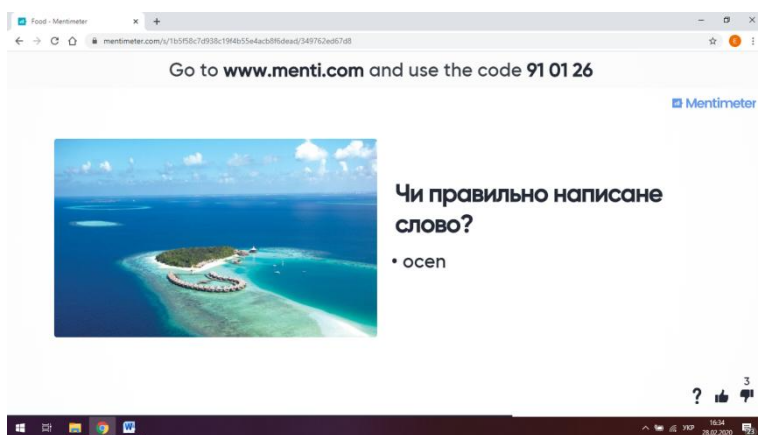 Food - Mentimeter
mentimeter.com/s/1b5f58c7d938c19f4b55e4acb8f6dead/349762ed67d8
Go to www.menti.com and use the code 91 01 26
Mentimeter
Чи правильно написане
слово?
• ocen
3
?
УКР
16:34
28.02.2020
23